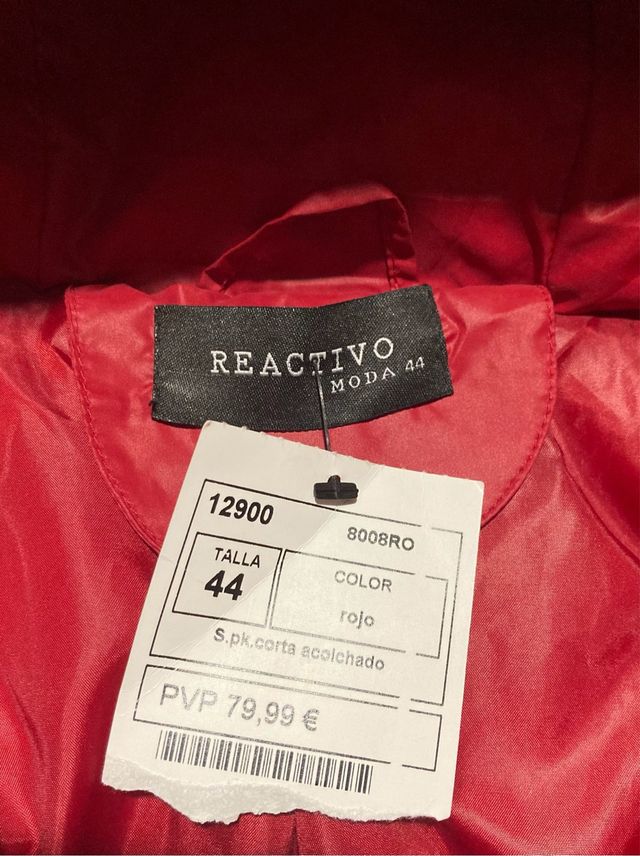 REACTIVO
MODA 44
12900
8008RO
TALLA
44
COLOR
rojo
S.pk.corta acolchado
PVP 79,99 €